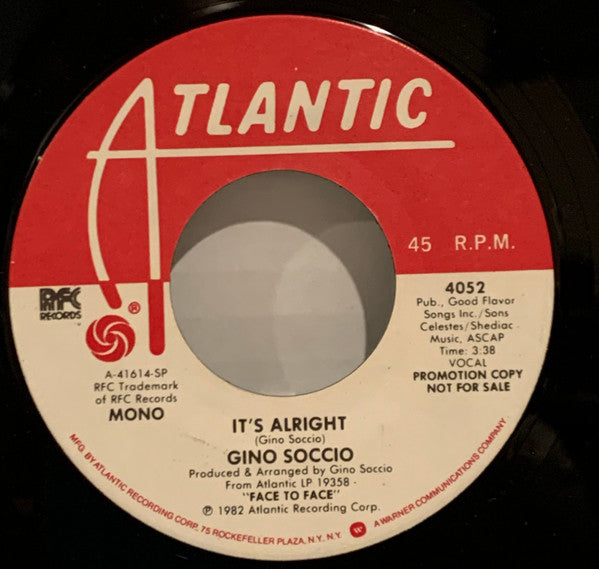 ATLANTIC
45 R.P.M.
RFC
RECORDS
®
A-41614-SP
RFC Trademark
of RFC Records
MONO
4052
Pub., Good Flavor
Songs Inc./Sons
Celestes/Shediac
Music, ASCAP
Time: 3:38
VOCAL
PROMOTION COPY
NOT FOR SALE
IT'S ALRIGHT
(Gino Soccio)
GINO SOCCIO
Produced & Arranged by Gino Soccio
From Atlantic LP 19358 -
"FACE TO FACE"
℗ 1982 Atlantic Recording Corp.
MFG. BY ATLANTIC RECORDING CORP. 75 ROCKEFELLER PLAZA, N.Y. N.Y. W A WARNER COMMUNICATIONS COMPANY